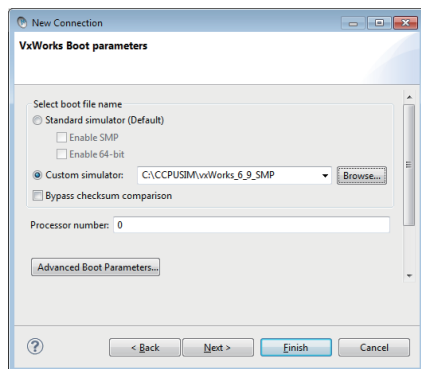 New Connection
VxWorks Boot parameters
Select boot file name
Standard simulator (Default)
Enable SMP
Enable 64-bit
Custom simulator: C:\CCPUSIM\vxWorks_6_9_SMP Browse...
Bypass checksum comparison
Processor number: 0
Advanced Boot Parameters...
? < Back Next > Finish Cancel